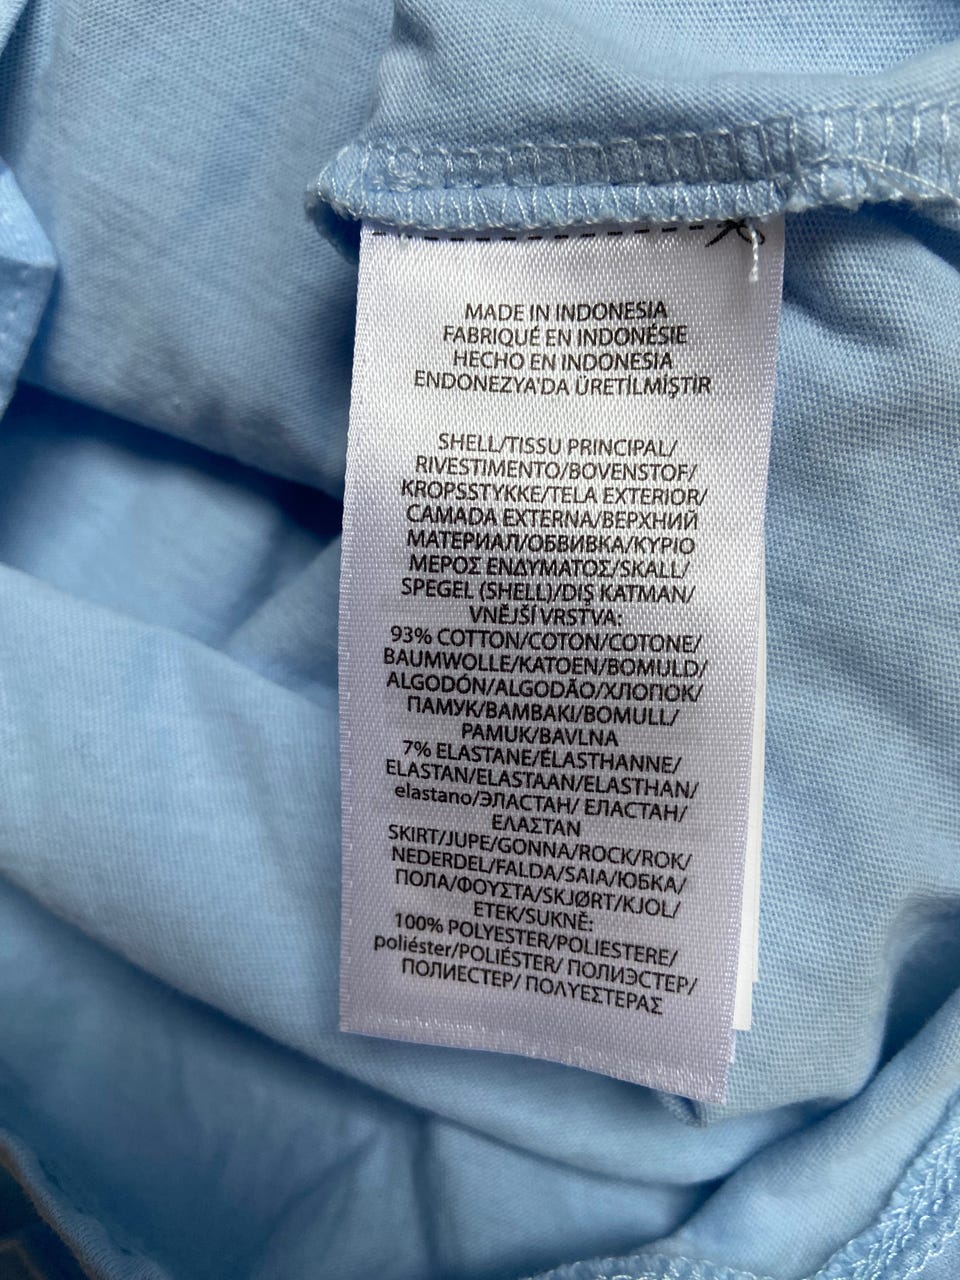 MADE IN INDONESIA
FABRIQUÉ EN INDONÉSIE
HECHO EN INDONESIA
ENDONEZYA'DA ÜRETİLMİŞTİR
SHELL/TISSU PRINCIPAL/
RIVESTIMENTO/BOVENSTOF/
KROPSSTYKKE/TELA EXTERIOR/
CAMADA EXTERNA/ВЕРХНИЙ
МАТЕРИАЛ/ОБВИВКА/ΚΥΡΙΟ
ΜΕΡΟΣ ΕΝΔΥΜΑΤΟΣ/SKALL/
SPEGEL (SHELL)/DIŞ KATMAN/
VNĚJŠÍ VRSTVA:
93% COTTON/COTON/COTONE/
BAUMWOLLE/KATOEN/BOMULD/
ALGODÓN/ALGODÃO/ХЛОПОК/
ПАМУК/ΒΑΜΒΑΚΙ/BOMULL/
PAMUK/BAVLNA
7% ELASTANE/ÉLASTHANNE/
ELASTAN/ELASTAAN/ELASTHAN/
elastano/ЭЛАСТАН/ ЕЛАСТАН/
ΕΛΑΣΤΑΝ
SKIRT/JUPE/GONNA/ROCK/ROK/
NEDERDEL/FALDA/SAIA/ЮБКА/
ПОЛА/ΦΟΥΣΤΑ/SKJØRT/KJOL/
ETEK/SUKNĚ:
100% POLYESTER/POLIESTERE/
poliéster/POLIÉSTER/ ПОЛИЭСТЕР/
ПОЛИЕСТЕР/ ΠΟΛΥΕΣΤΕΡΑΣ